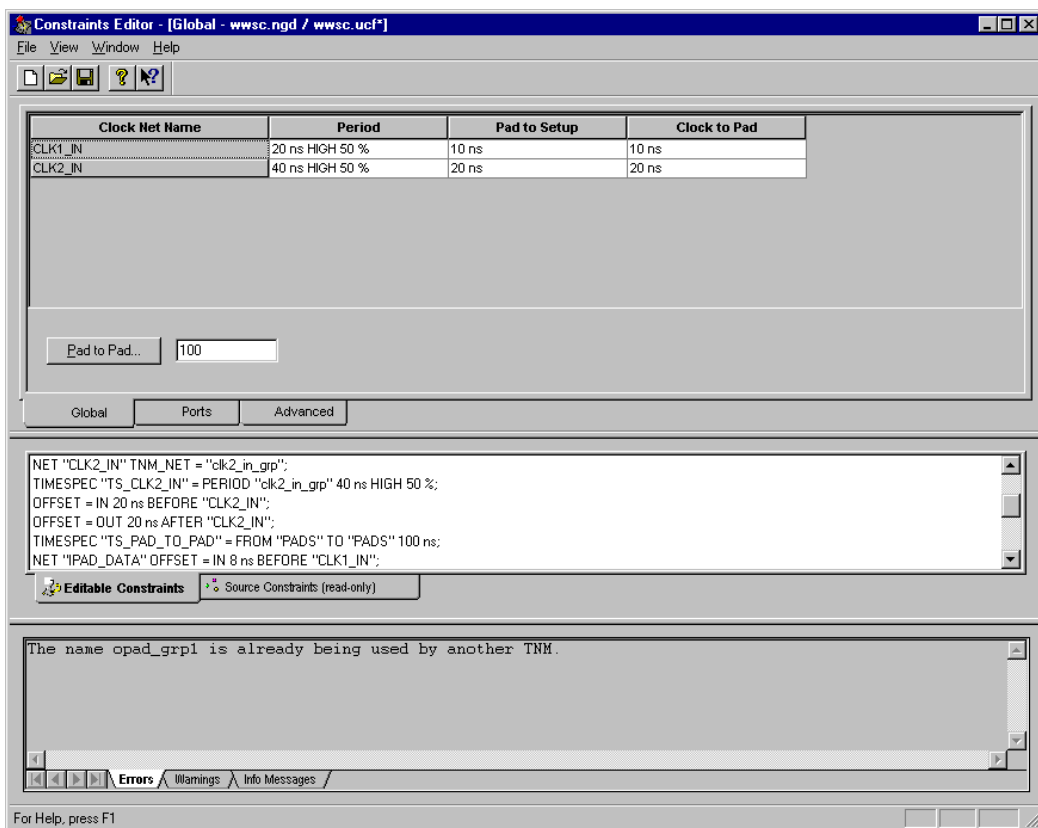 Constraints Editor - [Global - wwsc.ngd / wwsc.ucf*]
File View Window Help
Clock Net Name Period Pad to Setup Clock to Pad
CLK1_IN 20 ns HIGH 50 % 10 ns 10 ns
CLK2_IN 40 ns HIGH 50 % 20 ns 20 ns
Pad to Pad... 100
Global Ports Advanced
NET "CLK2_IN" TNM_NET = "clk2_in_grp";
TIMESPEC "TS_CLK2_IN" = PERIOD "clk2_in_grp" 40 ns HIGH 50 %;
OFFSET = IN 20 ns BEFORE "CLK2_IN";
OFFSET = OUT 20 ns AFTER "CLK2_IN";
TIMESPEC "TS_PAD_TO_PAD" = FROM "PADS" TO "PADS" 100 ns;
NET "IPAD_DATA" OFFSET = IN 8 ns BEFORE "CLK1_IN";
Editable Constraints Source Constraints (read-only)
The name opad_grp1 is already being used by another TNM.
Errors Warnings Info Messages
For Help, press F1